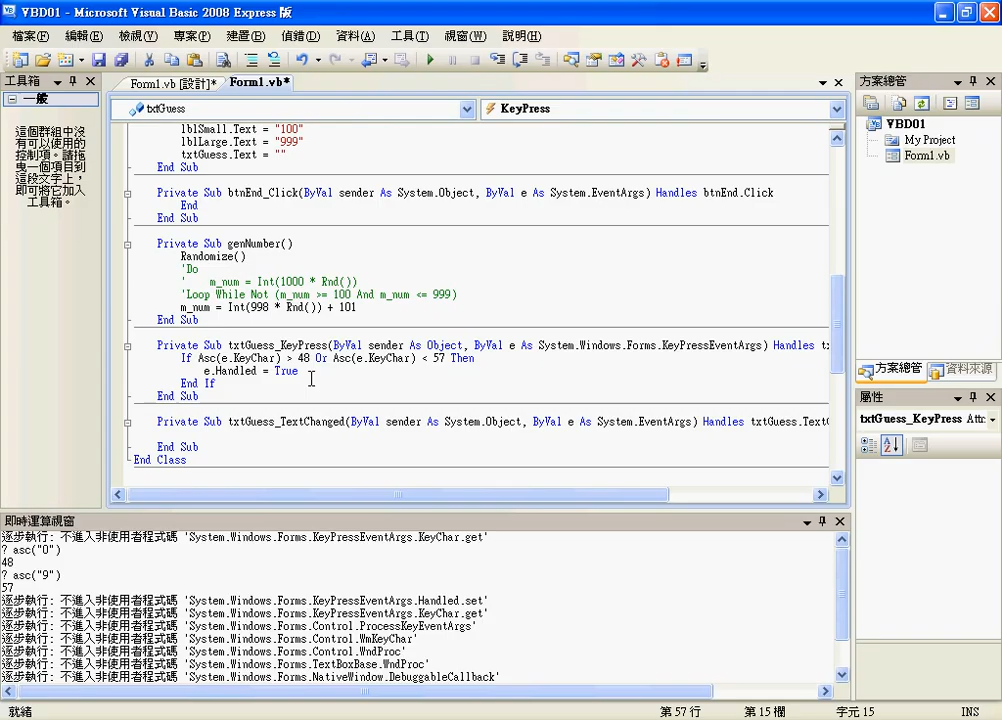 VBD01 - Microsoft Visual Basic 2008 Express 版
檔案(F) 編輯(E) 檢視(V) 專案(P) 建置(B) 偵錯(D) 資料(A) 工具(T) 視窗(W) 說明(H)
工具箱
一般
這個群組中沒
有可以使用的
控制項。請拖
曳一個項目到
這段文字上，
即可將它加入
工具箱。
Form1.vb [設計]* Form1.vb*
txtGuess KeyPress
lblSmall.Text = "100"
lblLarge.Text = "999"
txtGuess.Text = ""
End Sub
Private Sub btnEnd_Click(ByVal sender As System.Object, ByVal e As System.EventArgs) Handles btnEnd.Click
End
End Sub
Private Sub genNumber()
Randomize()
'Do
'    m_num = Int(1000 * Rnd())
'Loop While Not (m_num >= 100 And m_num <= 999)
m_num = Int(998 * Rnd()) + 101
End Sub
Private Sub txtGuess_KeyPress(ByVal sender As Object, ByVal e As System.Windows.Forms.KeyPressEventArgs) Handles
If Asc(e.KeyChar) > 48 Or Asc(e.KeyChar) < 57 Then
e.Handled = True
End If
End Sub
Private Sub txtGuess_TextChanged(ByVal sender As System.Object, ByVal e As System.EventArgs) Handles txtGuess.Text
End Sub
End Class
方案總管
VBD01
My Project
Form1.vb
方案總管 資料來源
屬性
txtGuess_KeyPress Attr
即時運算視窗
逐步執行: 不進入非使用者程式碼 'System.Windows.Forms.KeyPressEventArgs.KeyChar.get'
? asc("0")
48
? asc("9")
57
逐步執行: 不進入非使用者程式碼 'System.Windows.Forms.KeyPressEventArgs.Handled.set'
逐步執行: 不進入非使用者程式碼 'System.Windows.Forms.KeyPressEventArgs.KeyChar.get'
逐步執行: 不進入非使用者程式碼 'System.Windows.Forms.Control.ProcessKeyEventArgs'
逐步執行: 不進入非使用者程式碼 'System.Windows.Forms.Control.WmKeyChar'
逐步執行: 不進入非使用者程式碼 'System.Windows.Forms.Control.WndProc'
逐步執行: 不進入非使用者程式碼 'System.Windows.Forms.TextBoxBase.WndProc'
逐步執行: 不進入非使用者程式碼 'System.Windows.Forms.NativeWindow.DebuggableCallback'
就緒 第 57 行 第 15 欄 字元 15 INS